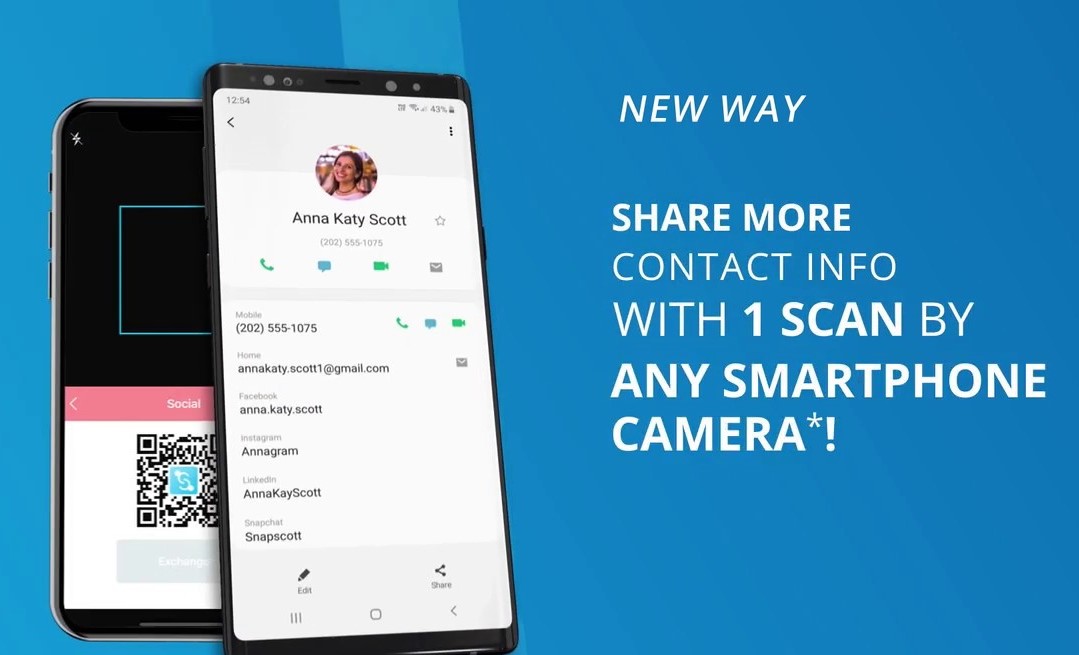 NEW WAY
SHARE MORE
CONTACT INFO
WITH 1 SCAN BY
ANY SMARTPHONE
CAMERA*!
12:54
43%
Anna Katy Scott
(202) 555-1075
Mobile
(202) 555-1075
Home
annakaty.scott1@gmail.com
Facebook
anna.katy.scott
Instagram
Annagram
LinkedIn
AnnaKayScott
Snapchat
Snapscott
Edit
Share
Social
Exchange